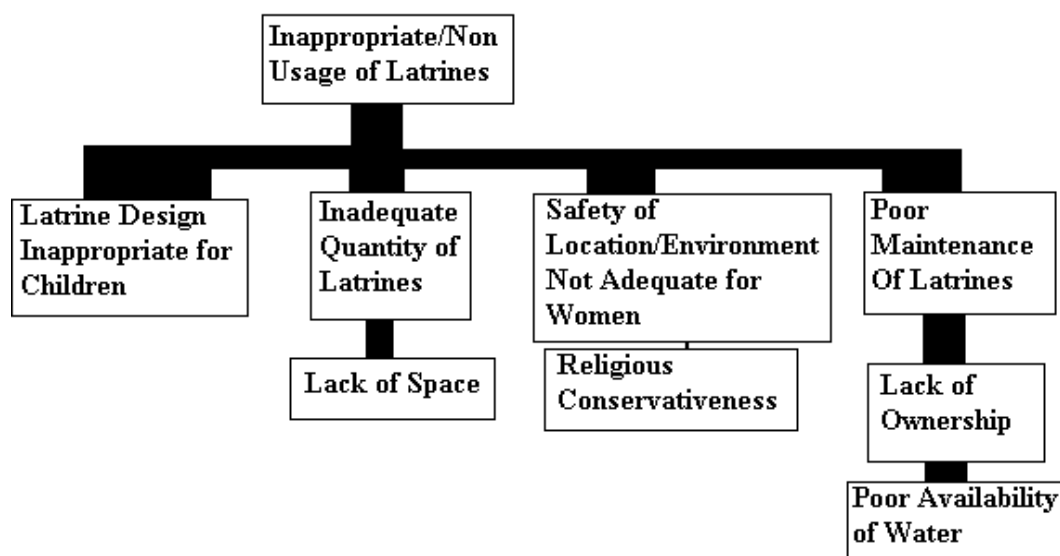 Inappropriate/Non
Usage of Latrines
Latrine Design
Inappropriate for
Children
Inadequate
Quantity of
Latrines
Safety of
Location/Environment
Not Adequate for
Women
Poor
Maintenance
Of Latrines
Lack of Space
Religious
Conservativeness
Lack of
Ownership
Poor Availability
of Water